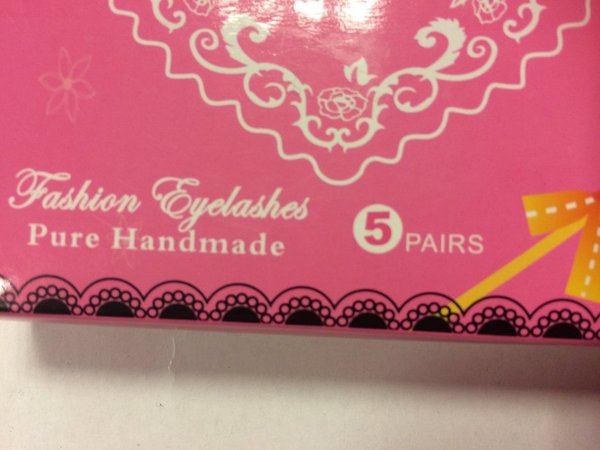 Fashion Eyelashes
Pure Handmade
5 PAIRS